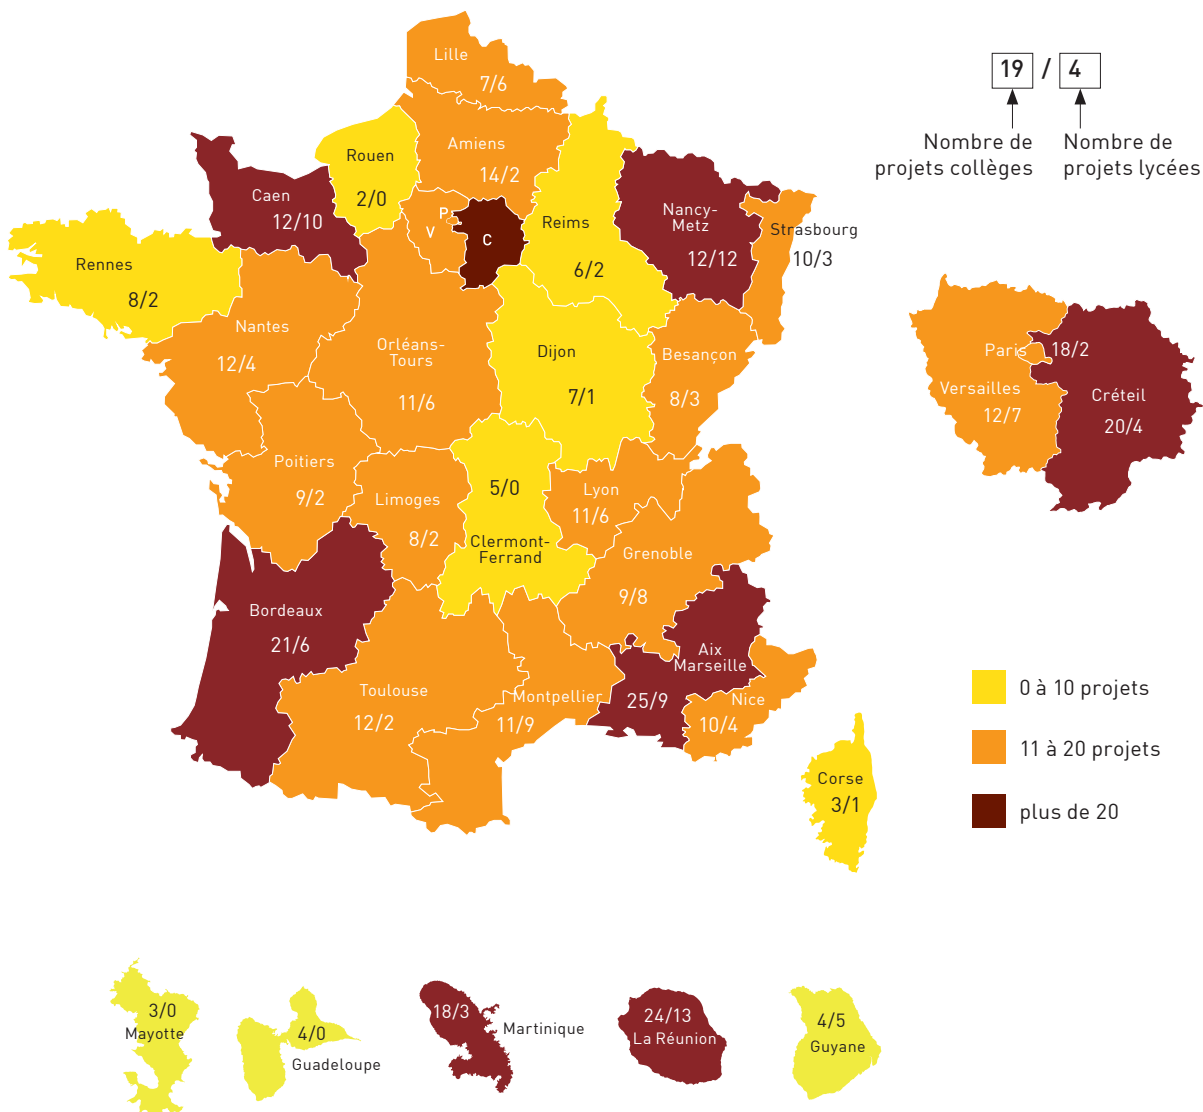 Lille
7/6
19 / 4
Nombre de
projets collèges
Nombre de
projets lycées
Amiens
14/2
Rouen
2/0
Caen
12/10
P
V
C
Reims
6/2
Nancy-
Metz
12/12
Strasbourg
10/3
Rennes
8/2
Nantes
12/4
Orléans-
Tours
11/6
Dijon
7/1
Besançon
8/3
Paris
18/2
Versailles
12/7
Créteil
20/4
Poitiers
9/2
Limoges
8/2
5/0
Clermont-
Ferrand
Lyon
11/6
Grenoble
9/8
Bordeaux
21/6
Aix
Marseille
25/9
Toulouse
12/2
Montpellier
11/9
Nice
10/4
Corse
3/1
0 à 10 projets
11 à 20 projets
plus de 20
3/0
Mayotte
4/0
Guadeloupe
18/3
Martinique
24/13
La Réunion
4/5
Guyane